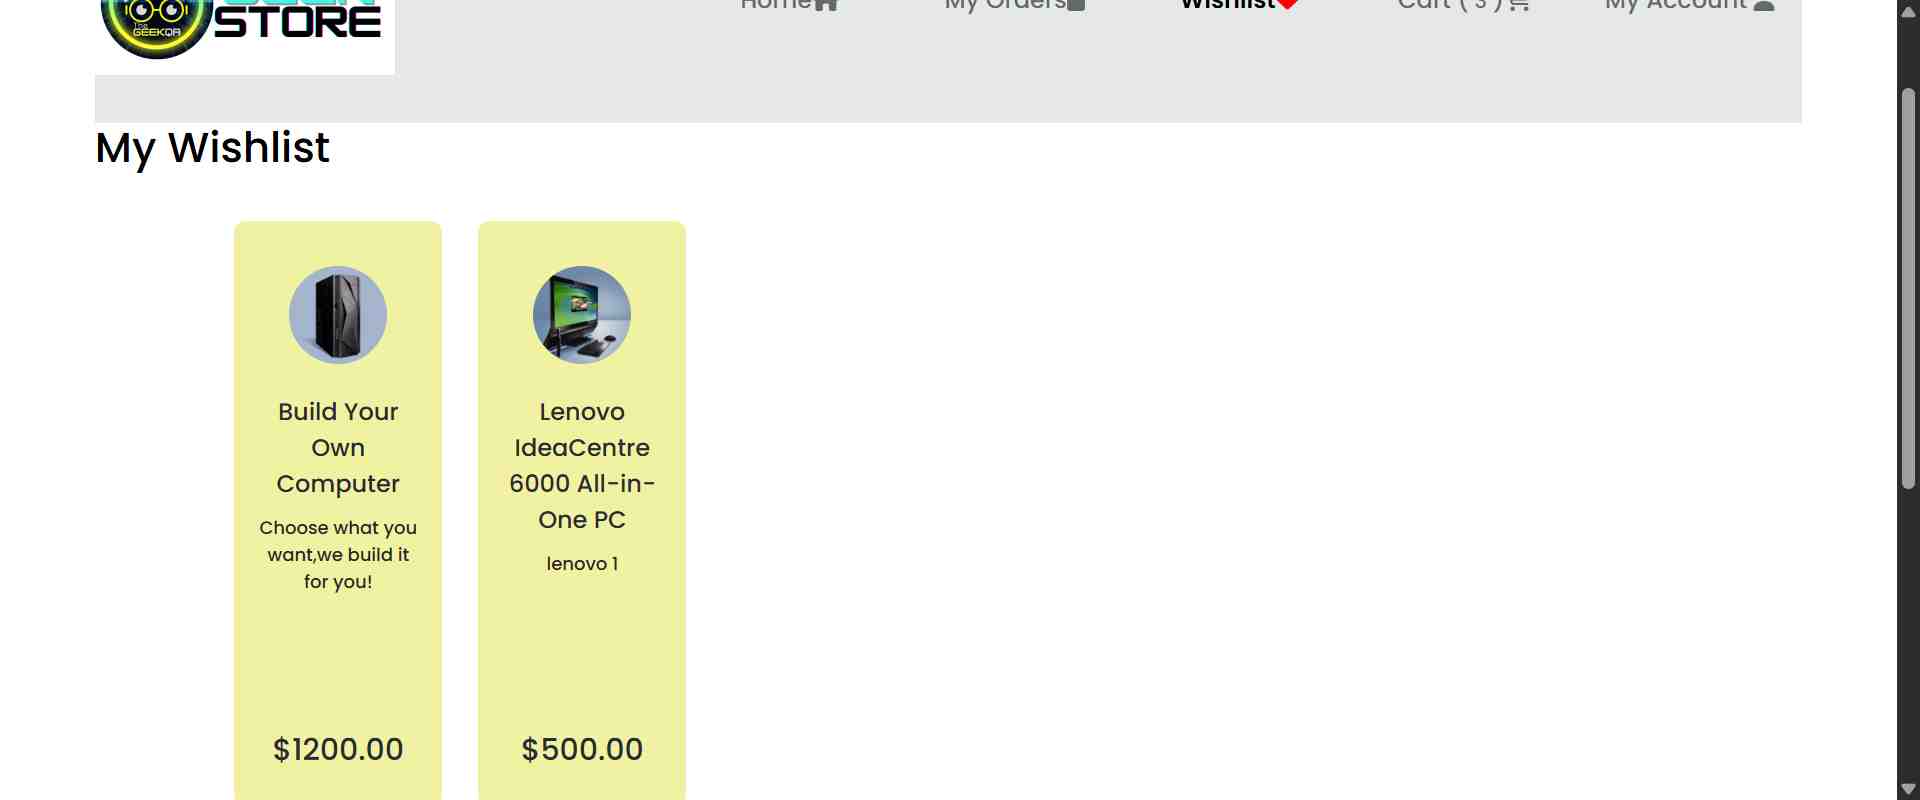 The
GEEKQA
STORE
Home
My Orders
Wishlist
Cart ( 3 )
My Account
My Wishlist
Build Your
Own
Computer
Choose what you
want,we build it
for you!
$1200.00
Lenovo
IdeaCentre
6000 All-in-
One PC
lenovo 1
$500.00